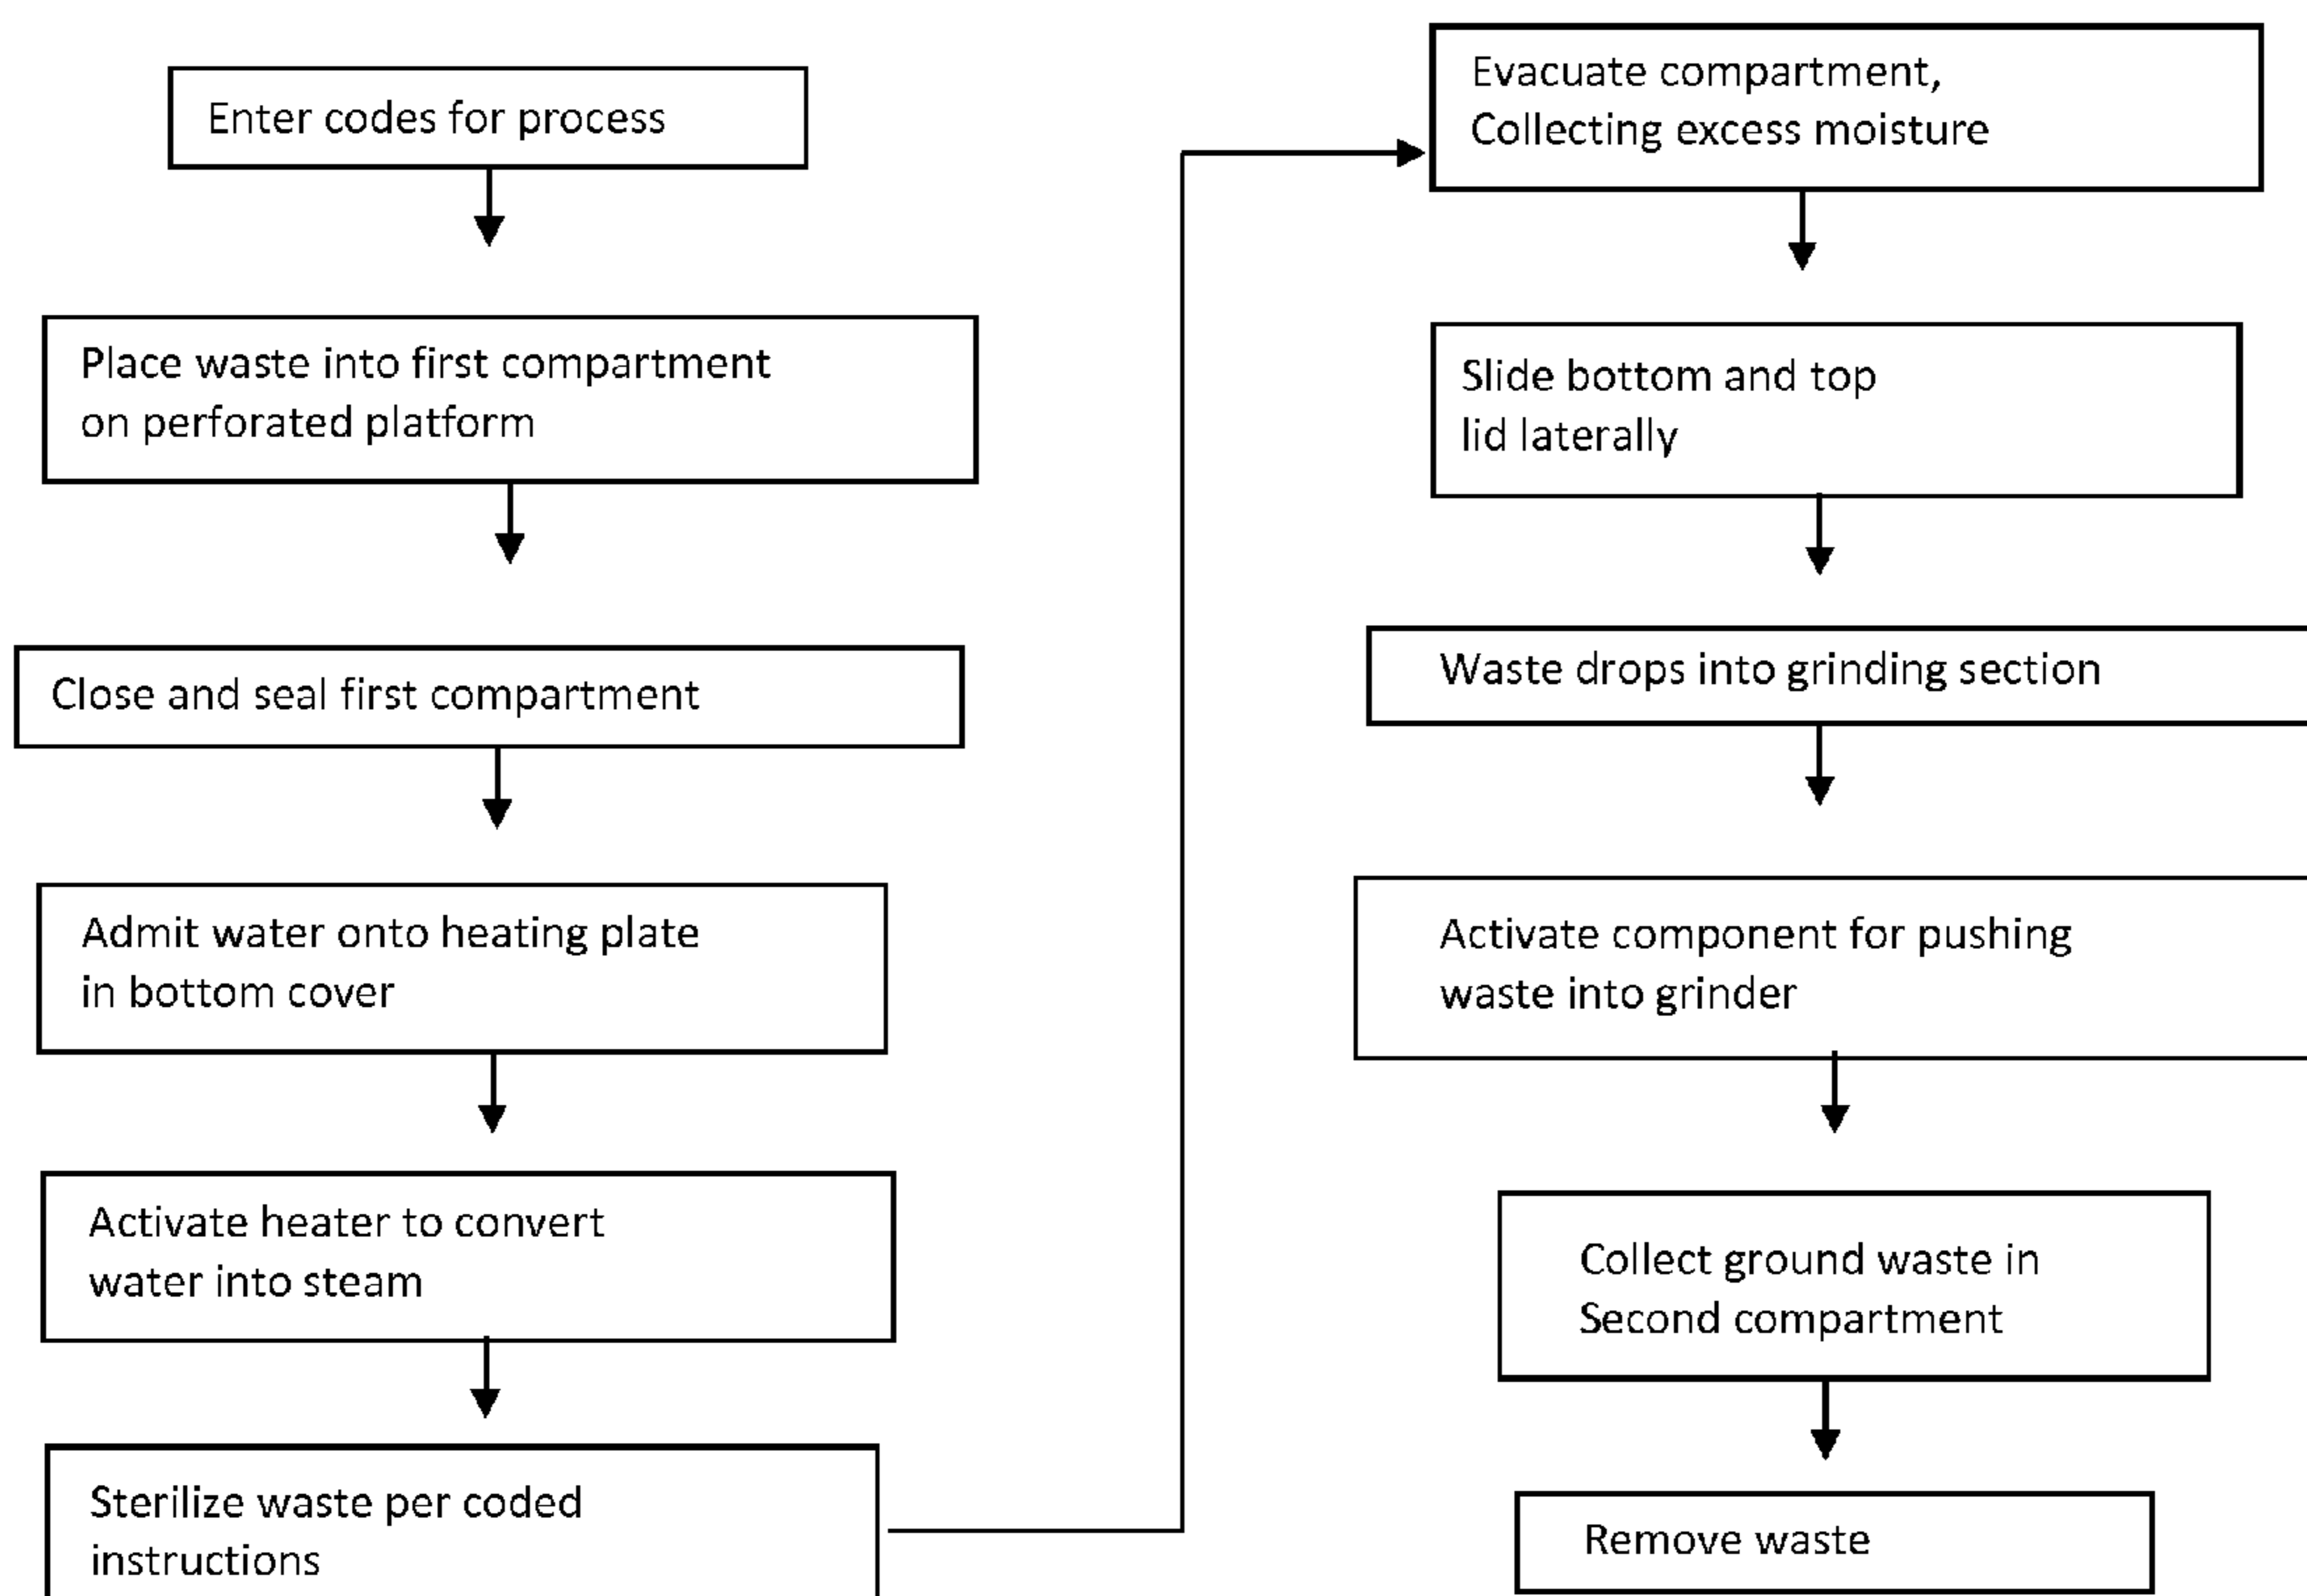 Enter codes for process
Place waste into first compartment
on perforated platform
Close and seal first compartment
Admit water onto heating plate
in bottom cover
Activate heater to convert
water into steam
Sterilize waste per coded
instructions
Evacuate compartment,
Collecting excess moisture
Slide bottom and top
lid laterally
Waste drops into grinding section
Activate component for pushing
waste into grinder
Collect ground waste in
Second compartment
Remove waste